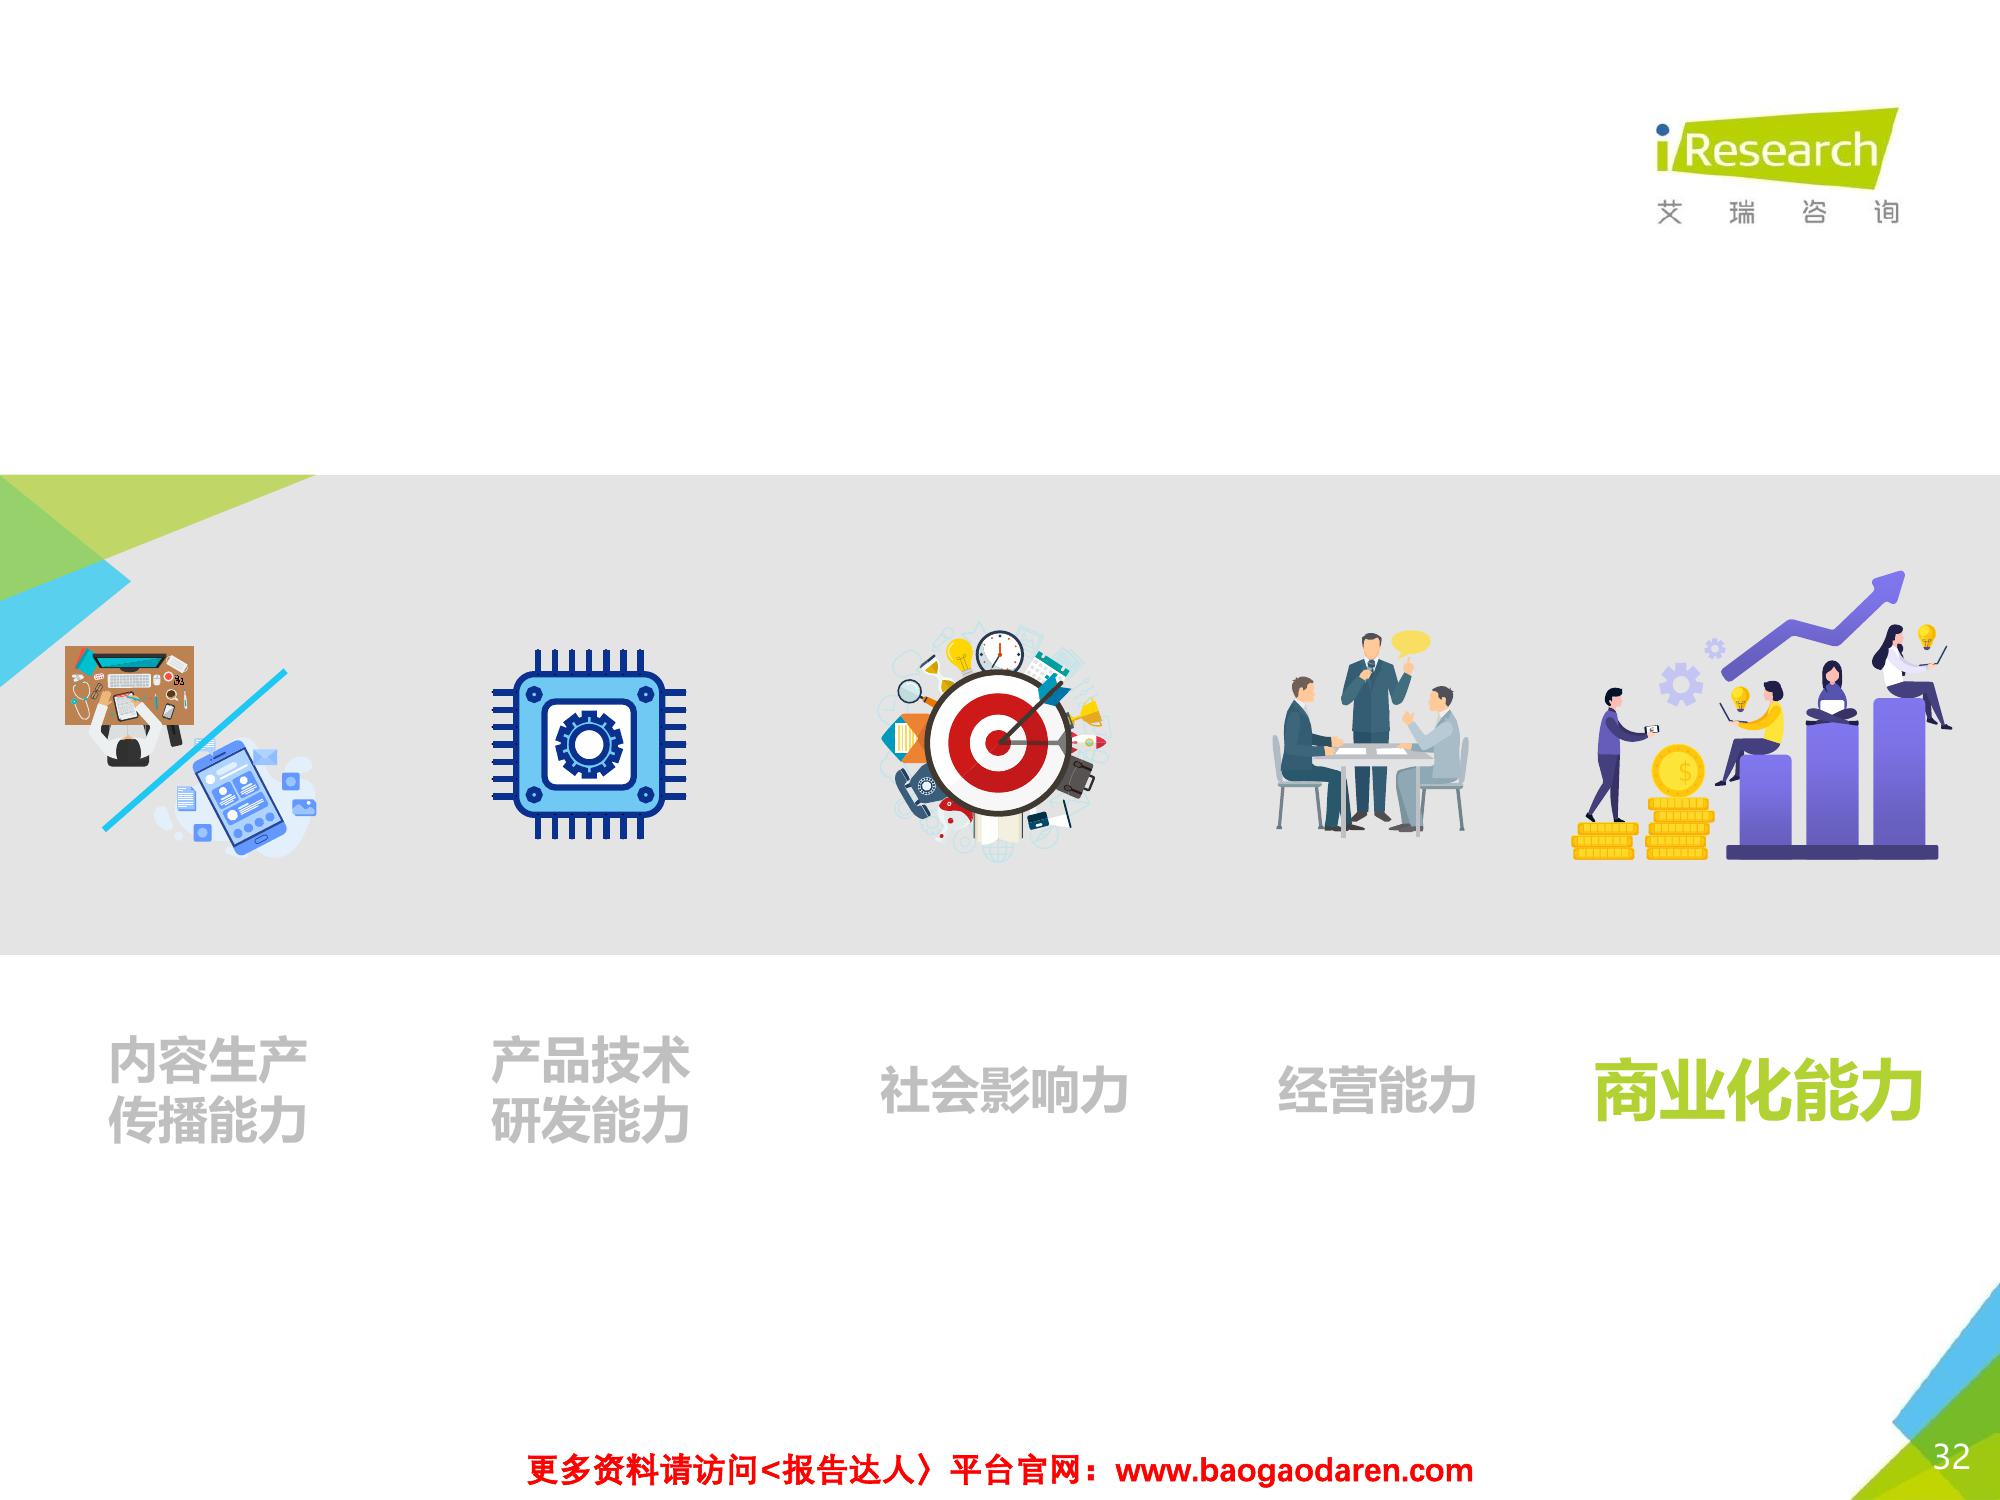 iResearch
艾瑞咨询
内容生产
传播能力
产品技术
研发能力
社会影响力
经营能力
商业化能力
更多资料请访问<报告达人〉平台官网：www.baogaodaren.com
32